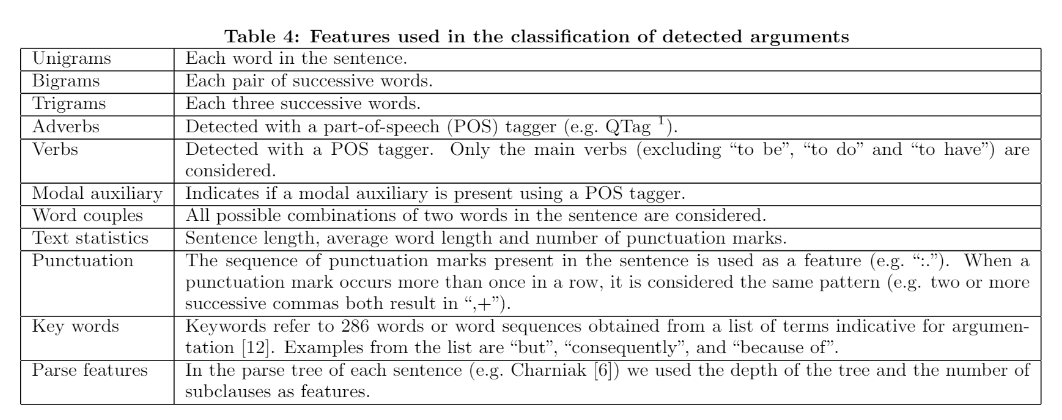 Table 4: Features used in the classification of detected arguments
Unigrams Each word in the sentence.
Bigrams Each pair of successive words.
Trigrams Each three successive words.
Adverbs Detected with a part-of-speech (POS) tagger (e.g. QTag 1).
Verbs Detected with a POS tagger. Only the main verbs (excluding “to be”, “to do” and “to have”) are
considered.
Modal auxiliary Indicates if a modal auxiliary is present using a POS tagger.
Word couples All possible combinations of two words in the sentence are considered.
Text statistics Sentence length, average word length and number of punctuation marks.
Punctuation The sequence of punctuation marks present in the sentence is used as a feature (e.g. “:.”). When a
punctuation mark occurs more than once in a row, it is considered the same pattern (e.g. two or more
successive commas both result in “,+”).
Key words Keywords refer to 286 words or word sequences obtained from a list of terms indicative for argumen-
tation [12]. Examples from the list are “but”, “consequently”, and “because of”.
Parse features In the parse tree of each sentence (e.g. Charniak [6]) we used the depth of the tree and the number of
subclauses as features.